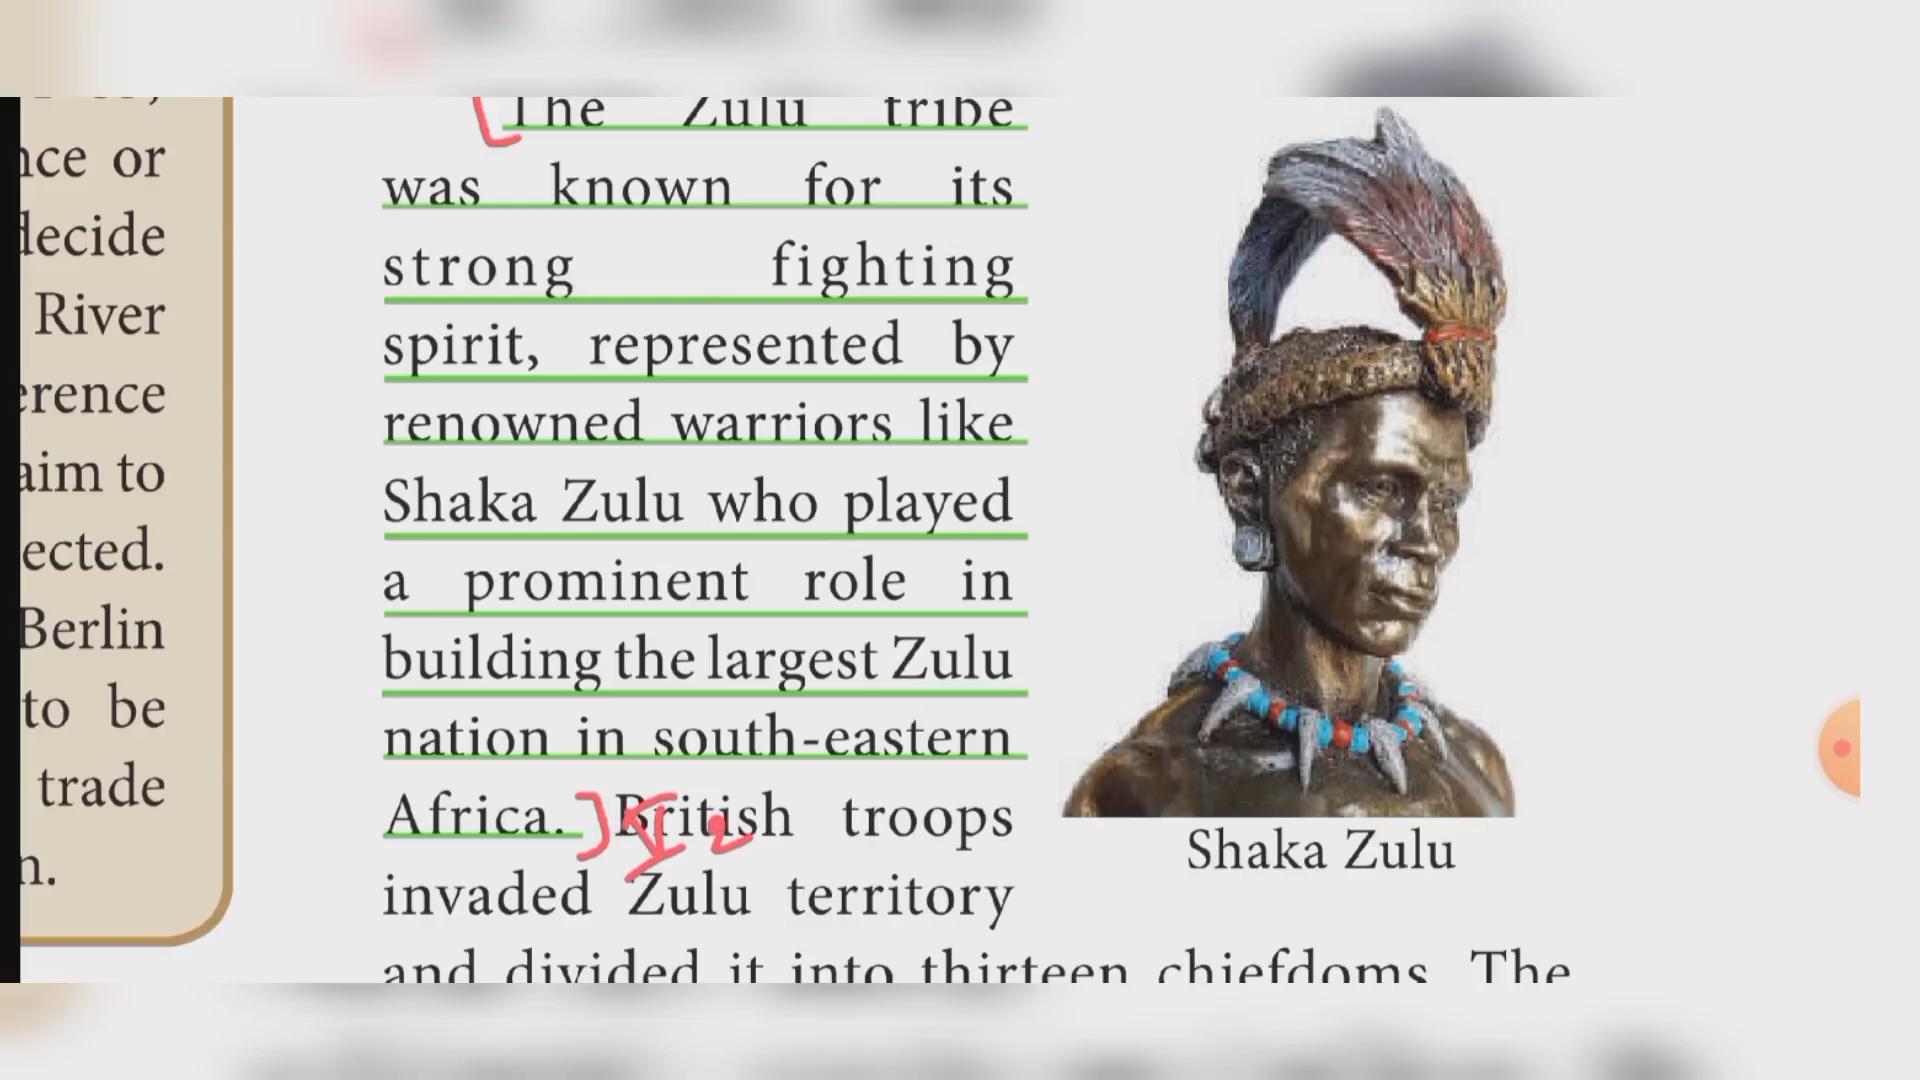 nce or
decide
River
erence
aim to
ected.
Berlin
to be
trade
n.
The Zulu tribe
was known for its
strong fighting
spirit, represented by
renowned warriors like
Shaka Zulu who played
a prominent role in
building the largest Zulu
nation in south-eastern
Africa. British troops
invaded Zulu territory
and divided it into thirteen chiefdoms. The
Shaka Zulu